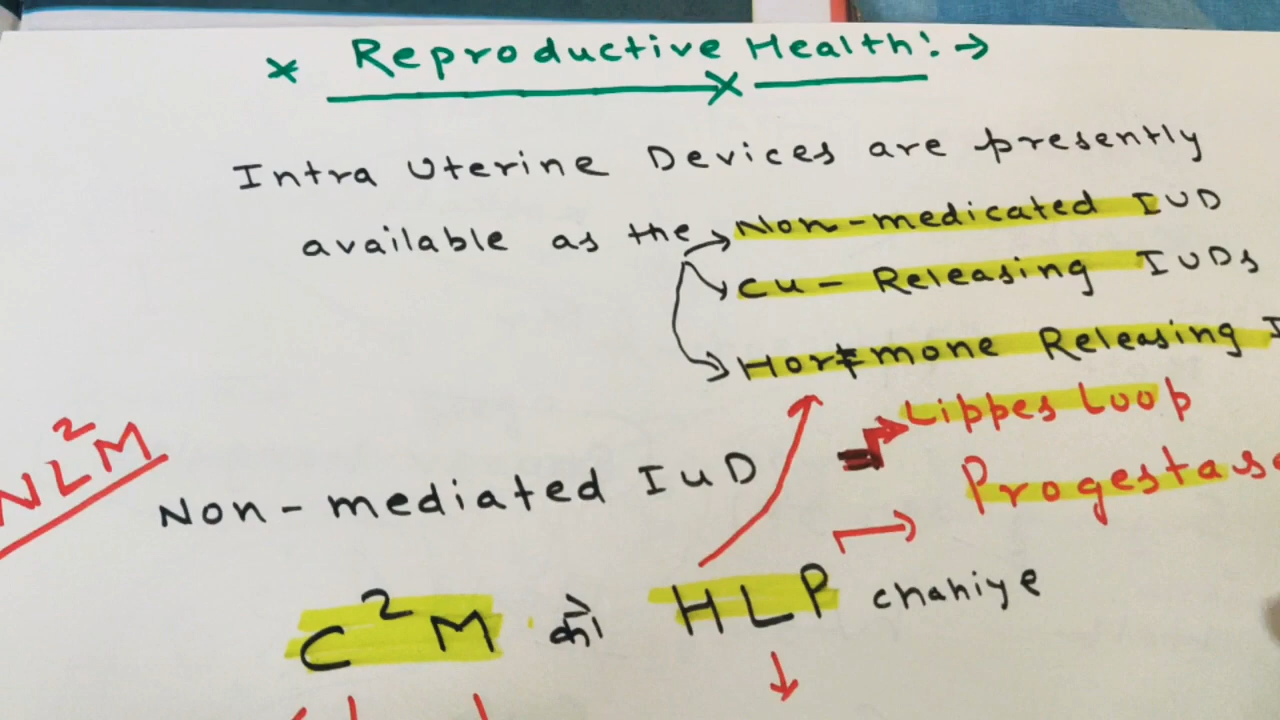 * Reproductive Health:→
Intra Uterine Devices are presently
available as the → Non-medicated IUD
Cu- Releasing IUDs
Hormone Releasing
Lippes Loop
NL²M
Progestas
Non-mediated IUD
C²M को HLP → chahiye